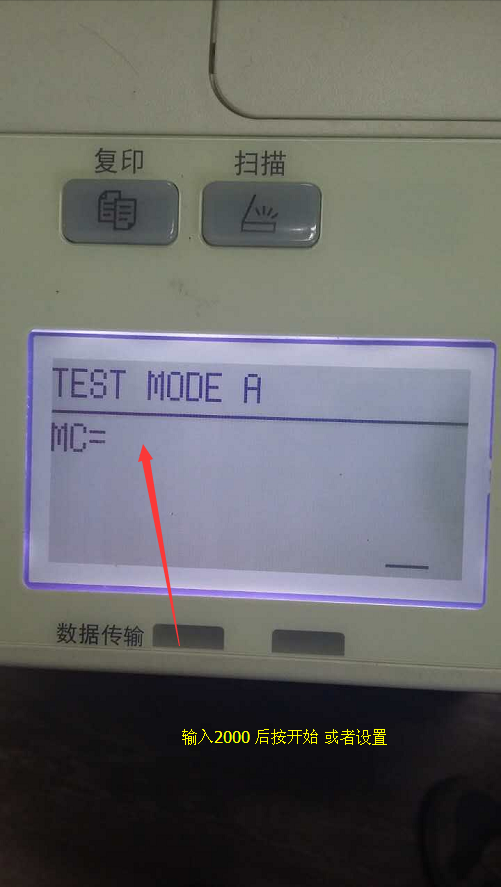 复印 扫描
TEST MODE A
MC=
数据传输
输入2000 后按开始 或者设置